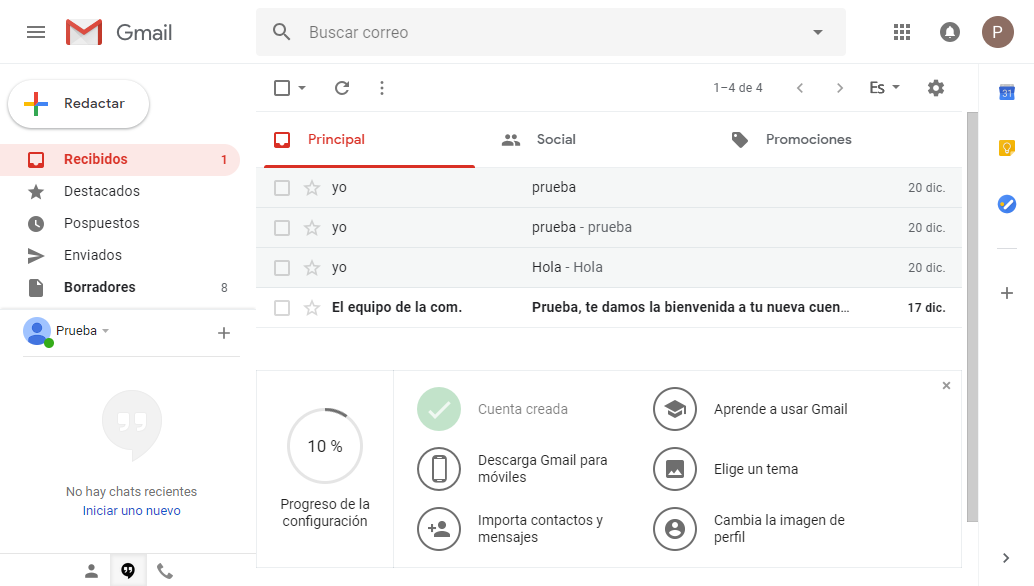 Gmail
Buscar correo
P
Redactar
1–4 de 4
Es
31
Recibidos 1
Destacados
Pospuestos
Enviados
Borradores 8
Prueba
No hay chats recientes
Iniciar uno nuevo
Principal Social Promociones
yo prueba 20 dic.
yo prueba - prueba 20 dic.
yo Hola - Hola 20 dic.
El equipo de la com. Prueba, te damos la bienvenida a tu nueva cuen… 17 dic.
10 %
Progreso de la
configuración
Cuenta creada
Descarga Gmail para
móviles
Importa contactos y
mensajes
Aprende a usar Gmail
Elige un tema
Cambia la imagen de
perfil